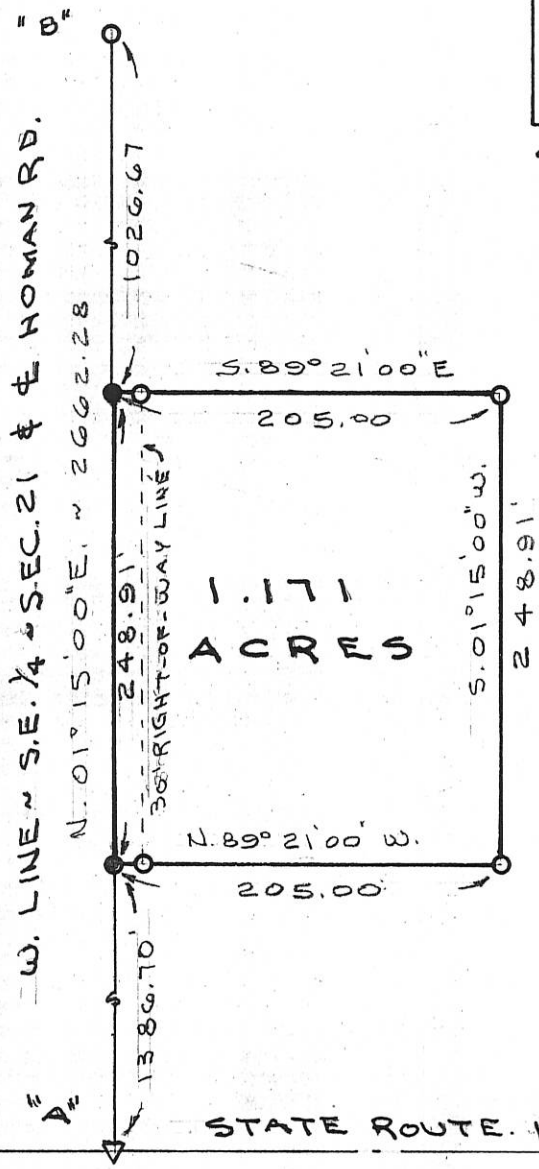 "B"
W. LINE ~ S.E. ¼ ~ SEC. 21 & ℄ HOMAN RD.
N. 01° 15' 00" E. ~ 2662.28
1026.67
S. 89° 21' 00" E
205.00
248.91'
30' RIGHT-OF-WAY LINE
1.171
ACRES
S. 01° 15' 00" W.
248.91'
N. 89° 21' 00" W.
205.00
1386.70'
"A"
STATE ROUTE.